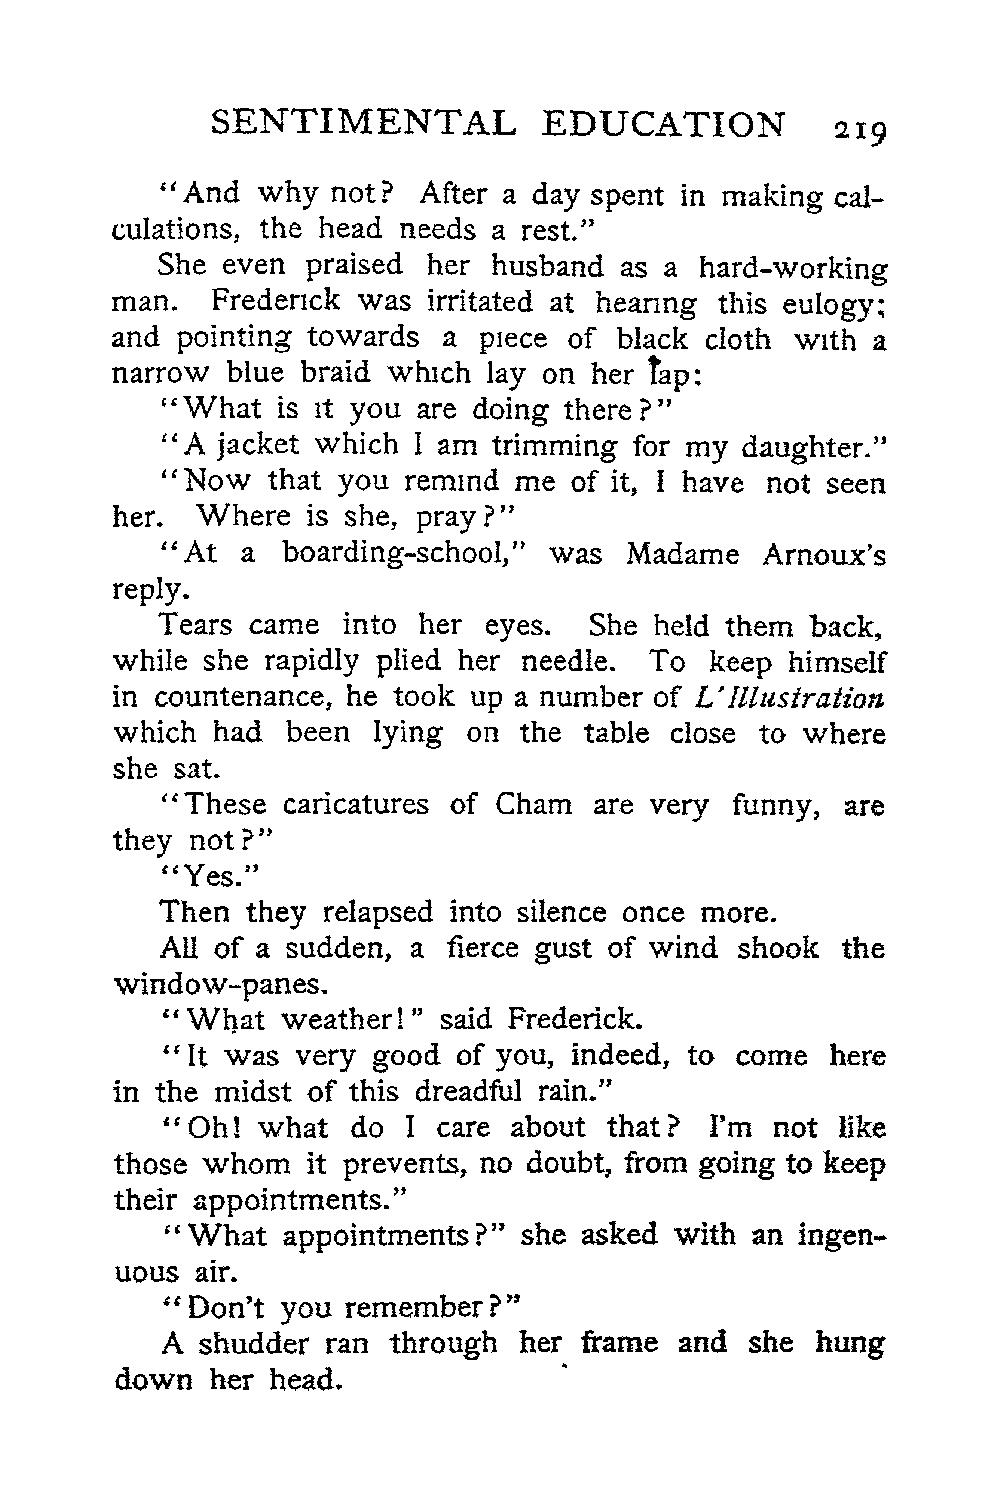 SENTIMENTAL EDUCATION 219
“And why not? After a day spent in making cal-
culations, the head needs a rest.”
She even praised her husband as a hard-working
man. Frederick was irritated at hearing this eulogy;
and pointing towards a piece of black cloth with a
narrow blue braid which lay on her lap:
“What is it you are doing there?”
“A jacket which I am trimming for my daughter.”
“Now that you remind me of it, I have not seen
her. Where is she, pray?”
“At a boarding-school,” was Madame Arnoux’s
reply.
Tears came into her eyes. She held them back,
while she rapidly plied her needle. To keep himself
in countenance, he took up a number of L’Illustration
which had been lying on the table close to where
she sat.
“These caricatures of Cham are very funny, are
they not?”
“Yes.”
Then they relapsed into silence once more.
All of a sudden, a fierce gust of wind shook the
window-panes.
“What weather!” said Frederick.
“It was very good of you, indeed, to come here
in the midst of this dreadful rain.”
“Oh! what do I care about that? I’m not like
those whom it prevents, no doubt, from going to keep
their appointments.”
“What appointments?” she asked with an ingen-
uous air.
“Don’t you remember?”
A shudder ran through her frame and she hung
down her head.